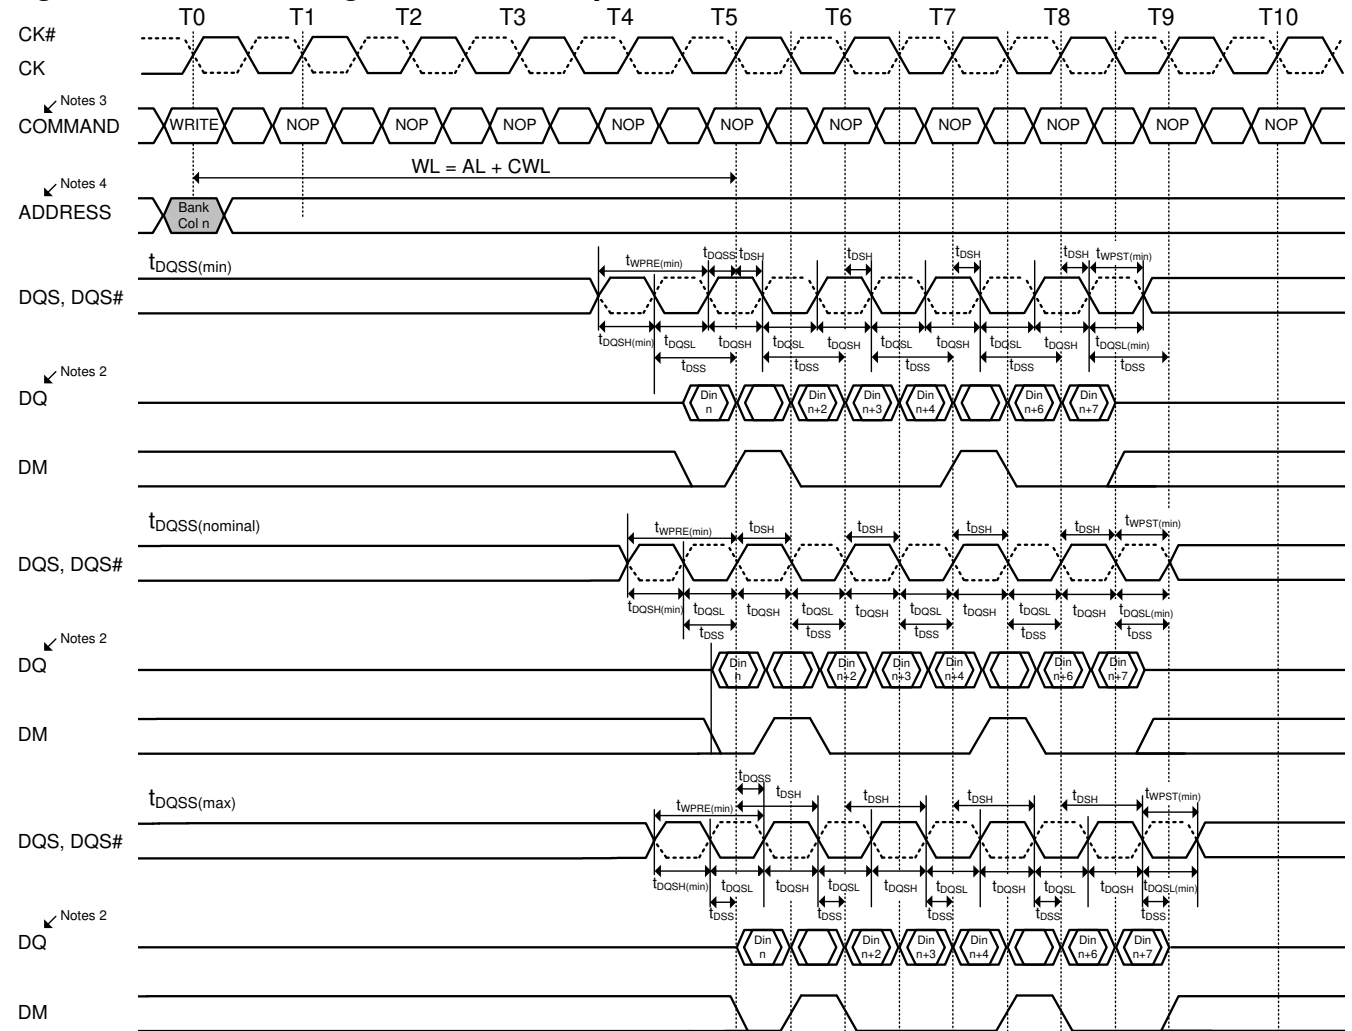 T0 T1 T2 T3 T4 T5 T6 T7 T8 T9 T10
CK#
CK
Notes 3
COMMAND WRITE NOP NOP NOP NOP NOP NOP NOP NOP NOP NOP
WL = AL + CWL
Notes 4
ADDRESS Bank
Col n
tDQSS(min) tWPRE(min) tDQSS tDSH tDSH tDSH tDSH tWPST(min)
DQS, DQS#
tDQSH(min) tDQSL tDQSH tDQSL tDQSH tDQSL tDQSH tDQSL tDQSH tDQSL(min)
tDSS tDSS tDSS tDSS tDSS
Notes 2
DQ Din n Din n+2 Din n+3 Din n+4 Din n+6 Din n+7
DM
tDQSS(nominal) tWPRE(min) tDSH tDSH tDSH tDSH tWPST(min)
DQS, DQS#
tDQSH(min) tDQSL tDQSH tDQSL tDQSH tDQSL tDQSH tDQSL tDQSH tDQSL(min)
tDSS tDSS tDSS tDSS tDSS
Notes 2
DQ Din n Din n+2 Din n+3 Din n+4 Din n+6 Din n+7
DM
tDQSS
tDQSS(max) tWPRE(min) tDSH tDSH tDSH tDSH tWPST(min)
DQS, DQS#
tDQSH(min) tDQSL tDQSH tDQSL tDQSH tDQSL tDQSH tDQSL tDQSH tDQSL(min)
tDSS tDSS tDSS tDSS tDSS
Notes 2
DQ Din n Din n+2 Din n+3 Din n+4 Din n+6 Din n+7
DM